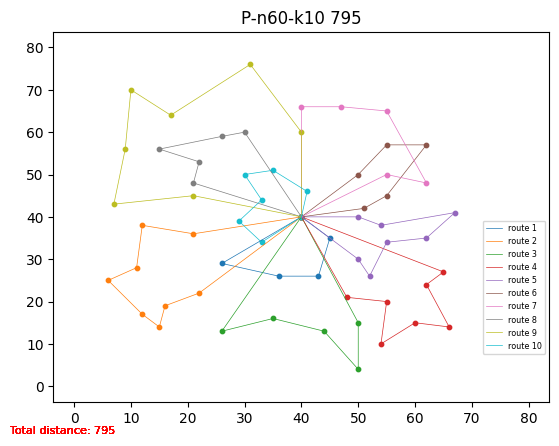 P-n60-k10 795
80
70
60
50
40
30
20
10
0
0 10 20 30 40 50 60 70 80
route 1
route 2
route 3
route 4
route 5
route 6
route 7
route 8
route 9
route 10
Total distance: 795